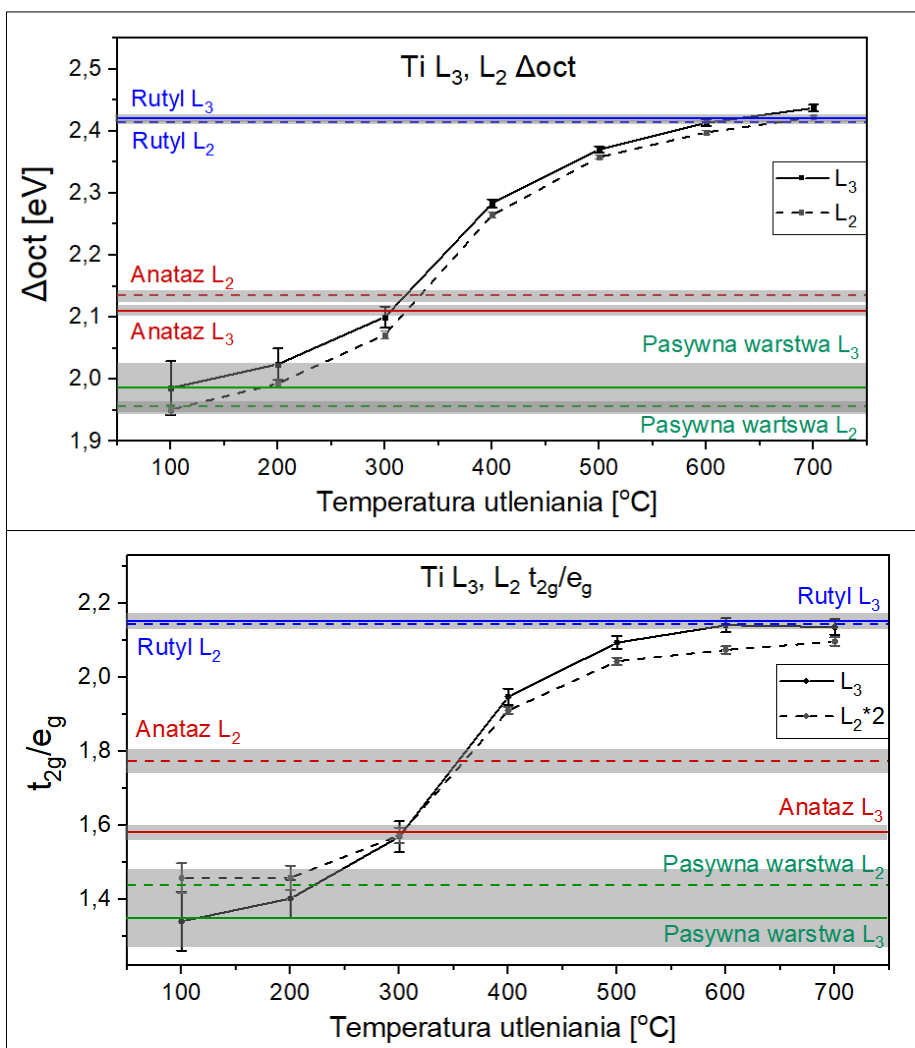 Ti L₃, L₂ Δoct
2,5
Rutyl L₃
2,4
Rutyl L₂
2,3
L₃
L₂
Δoct [eV]
2,2
Anataz L₂
2,1
Anataz L₃
Pasywna warstwa L₃
2,0
Pasywna wartswa L₂
1,9
100 200 300 400 500 600 700
Temperatura utleniania [°C]
Ti L₃, L₂ t₂g/eg
2,2
Rutyl L₃
Rutyl L₂
2,0
L₃
L₂*2
Anataz L₂
1,8
t₂g/eg
Anataz L₃
1,6
Pasywna warstwa L₂
1,4
Pasywna warstwa L₃
100 200 300 400 500 600 700
Temperatura utleniania [°C]